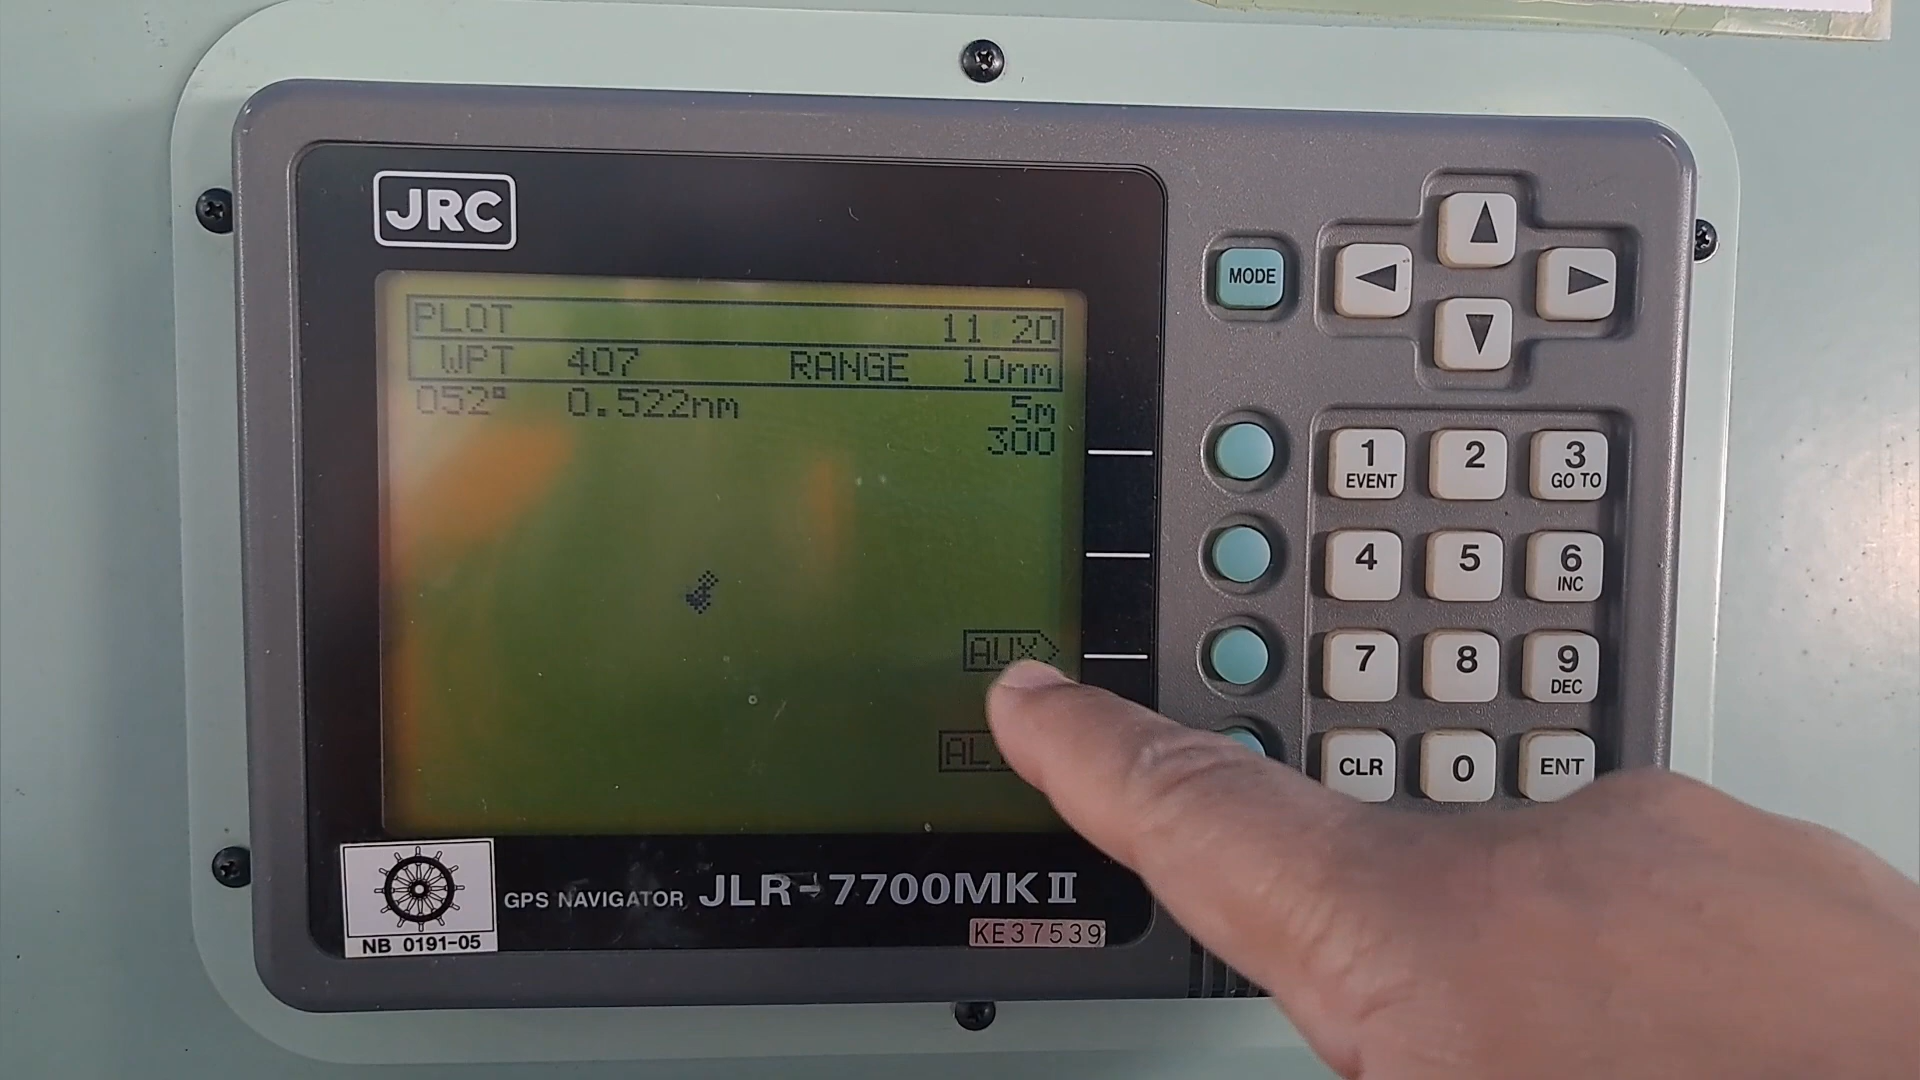 JRC
PLOT 11:20
WPT 407 RANGE 10nm
052° 0.522nm 5m
300
AUX
MODE
1 2 3
EVENT GO TO
4 5 6
INC
7 8 9
DEC
CLR 0 ENT
GPS NAVIGATOR JLR-7700MKⅡ
NB 0191-05
KE37539